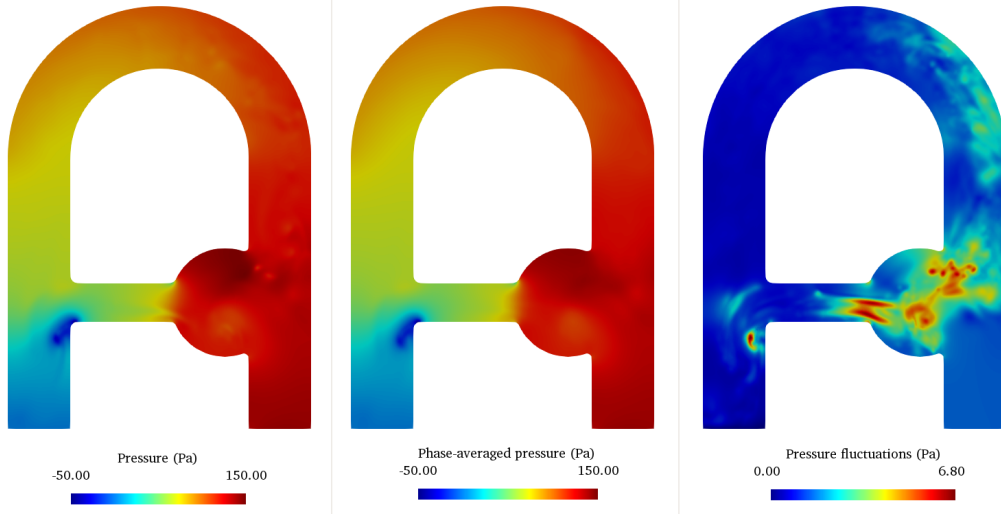 Pressure (Pa)
-50.00 150.00
Phase-averaged pressure (Pa)
-50.00 150.00
Pressure fluctuations (Pa)
0.00 6.80